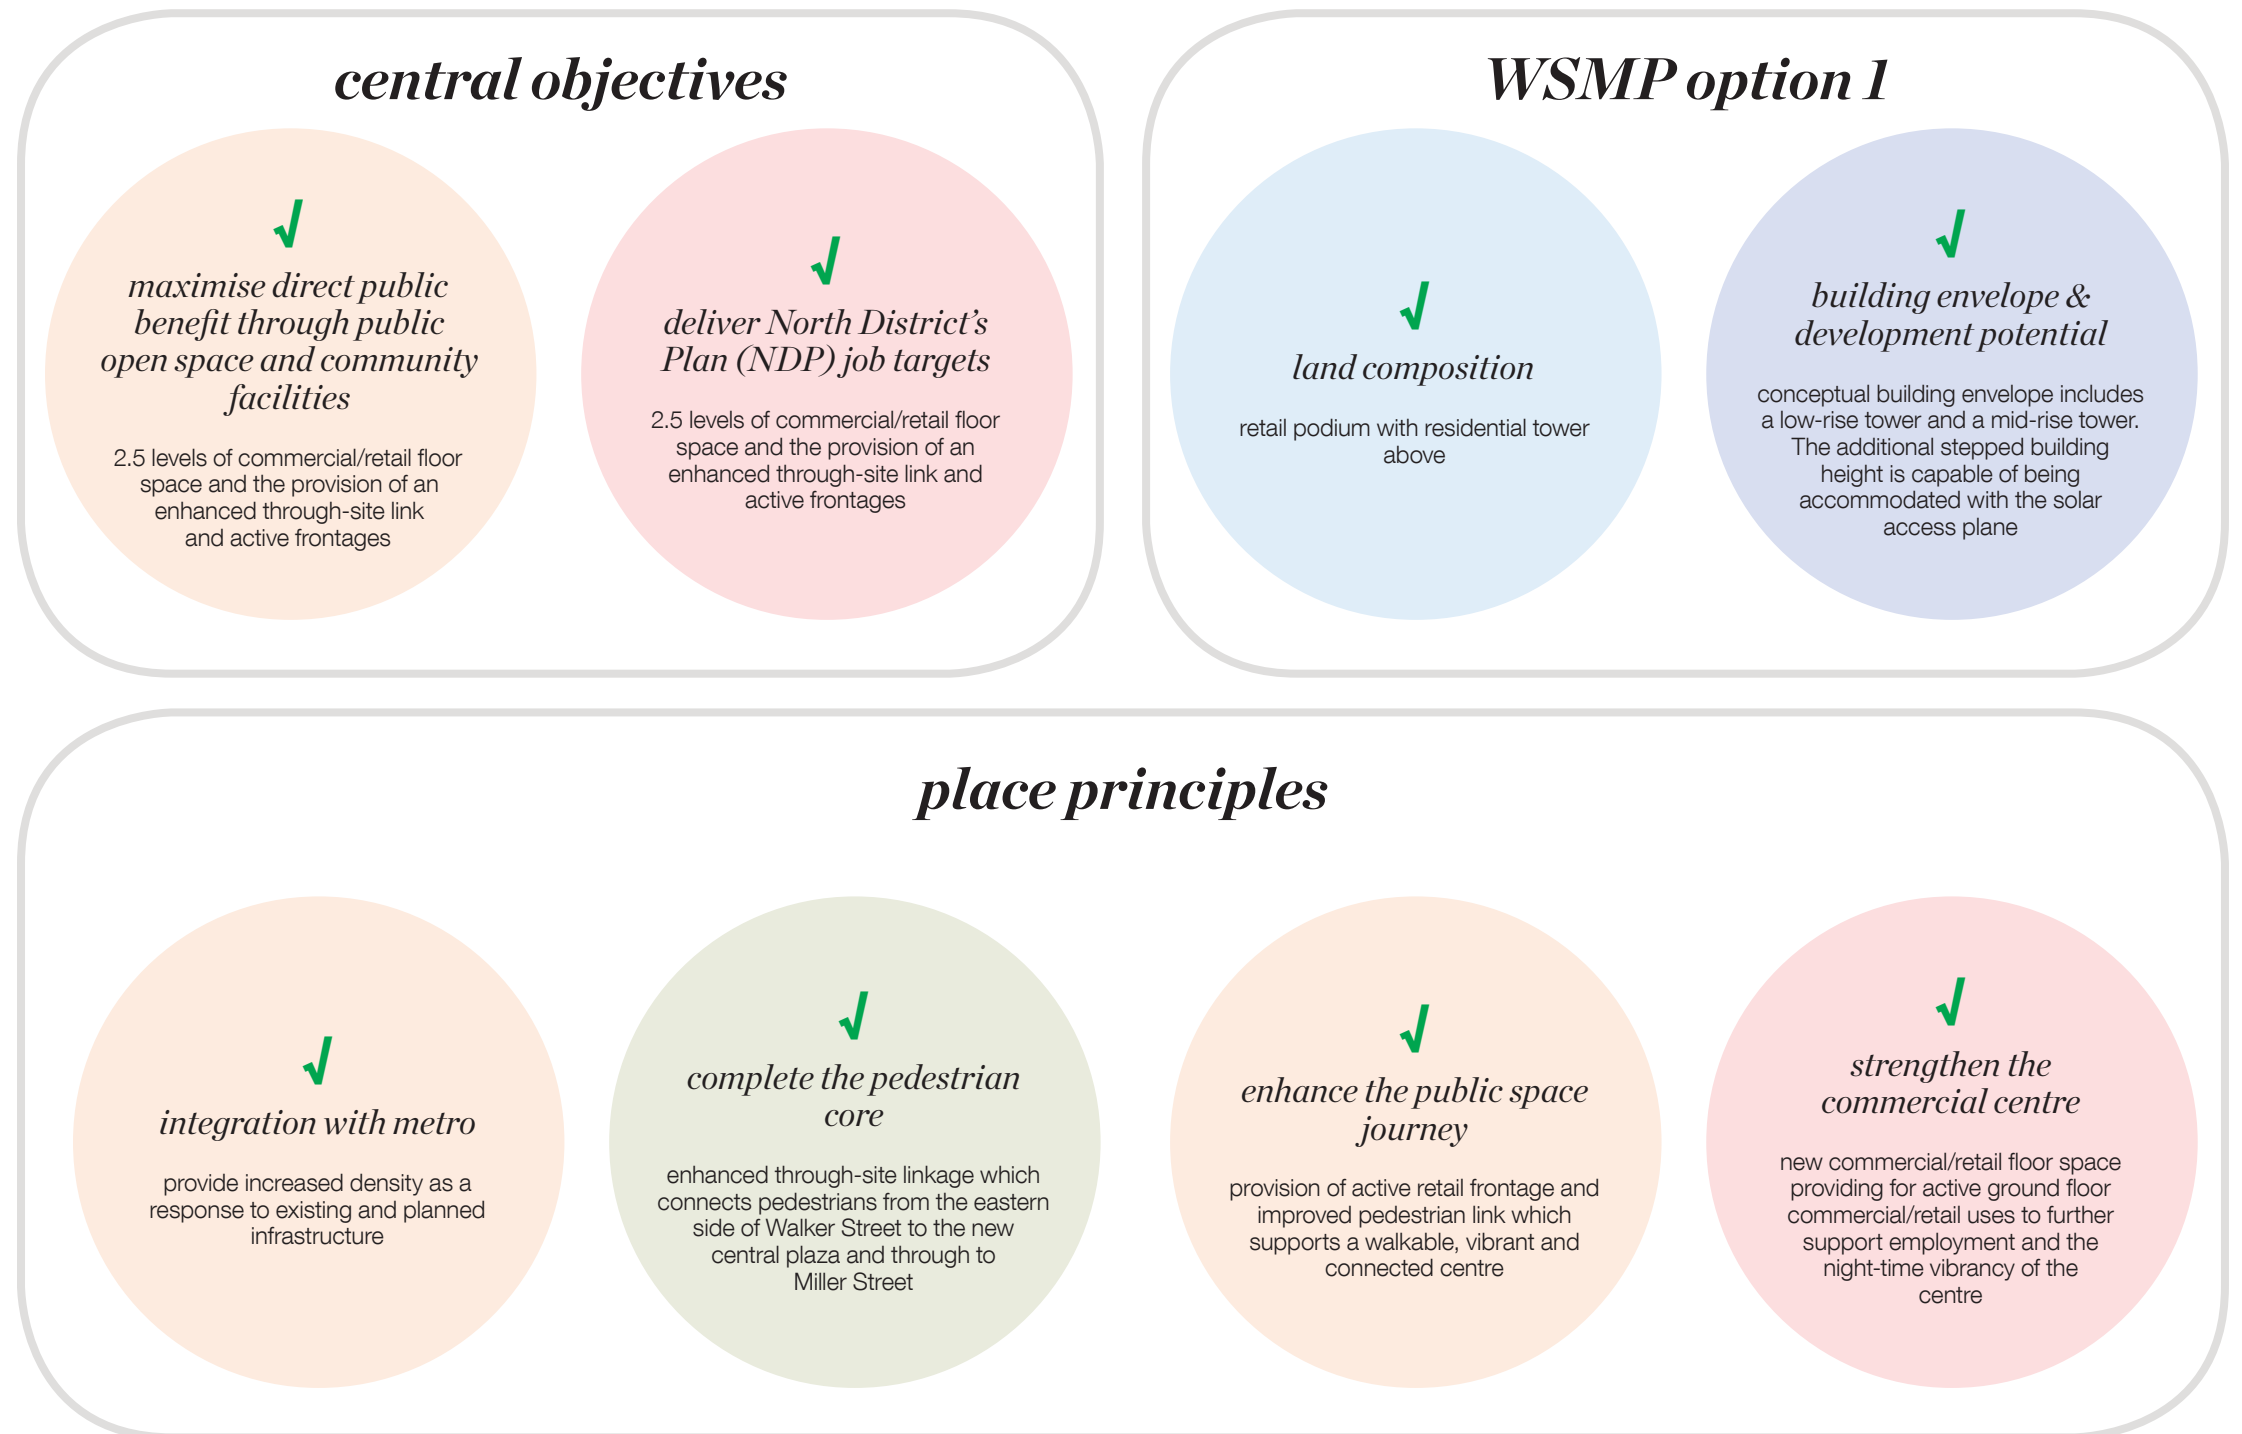 central objectives
√
maximise direct public
benefit through public
open space and community
facilities
2.5 levels of commercial/retail floor
space and the provision of an
enhanced through-site link
and active frontages
√
deliver North District’s
Plan (NDP) job targets
2.5 levels of commercial/retail floor
space and the provision of an
enhanced through-site link and
active frontages
WSMP option 1
√
land composition
retail podium with residential tower
above
√
building envelope &
development potential
conceptual building envelope includes
a low-rise tower and a mid-rise tower.
The additional stepped building
height is capable of being
accommodated with the solar
access plane
place principles
√
integration with metro
provide increased density as a
response to existing and planned
infrastructure
√
complete the pedestrian
core
enhanced through-site linkage which
connects pedestrians from the eastern
side of Walker Street to the new
central plaza and through to
Miller Street
√
enhance the public space
journey
provision of active retail frontage and
improved pedestrian link which
supports a walkable, vibrant and
connected centre
√
strengthen the
commercial centre
new commercial/retail floor space
providing for active ground floor
commercial/retail uses to further
support employment and the
night-time vibrancy of the
centre